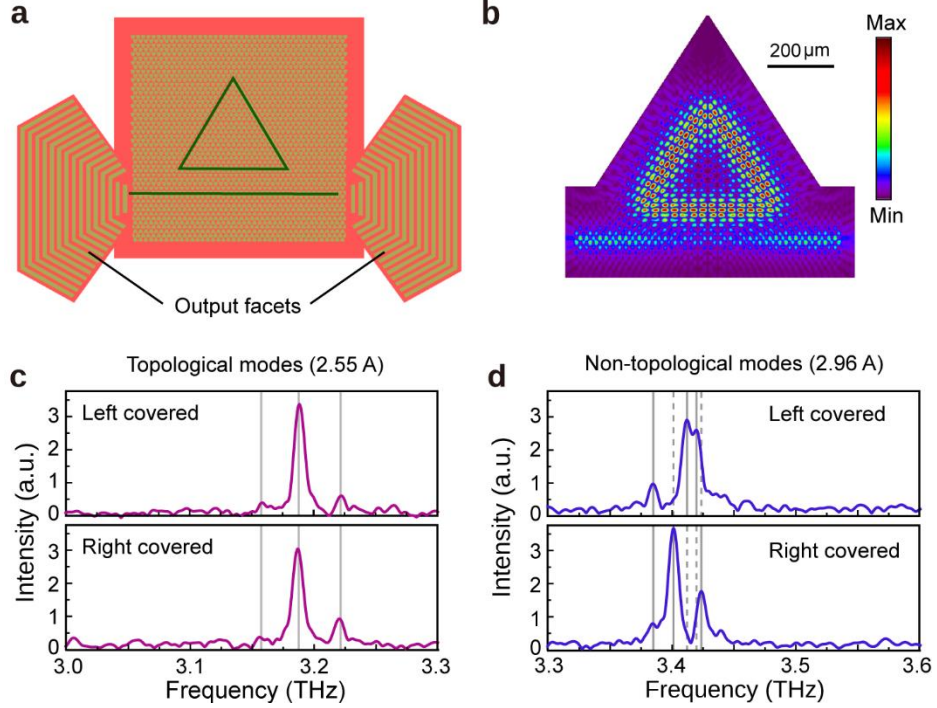 a
Output facets
b
200 μm
Max
Min
c
Topological modes (2.55 A)
Left covered
Right covered
Intensity (a.u.)
3
2
1
0
3
2
1
0
3.0
3.1
3.2
3.3
Frequency (THz)
d
Non-topological modes (2.96 A)
Left covered
Right covered
Intensity (a.u.)
3
2
1
0
3
2
1
0
3.3
3.4
3.5
3.6
Frequency (THz)